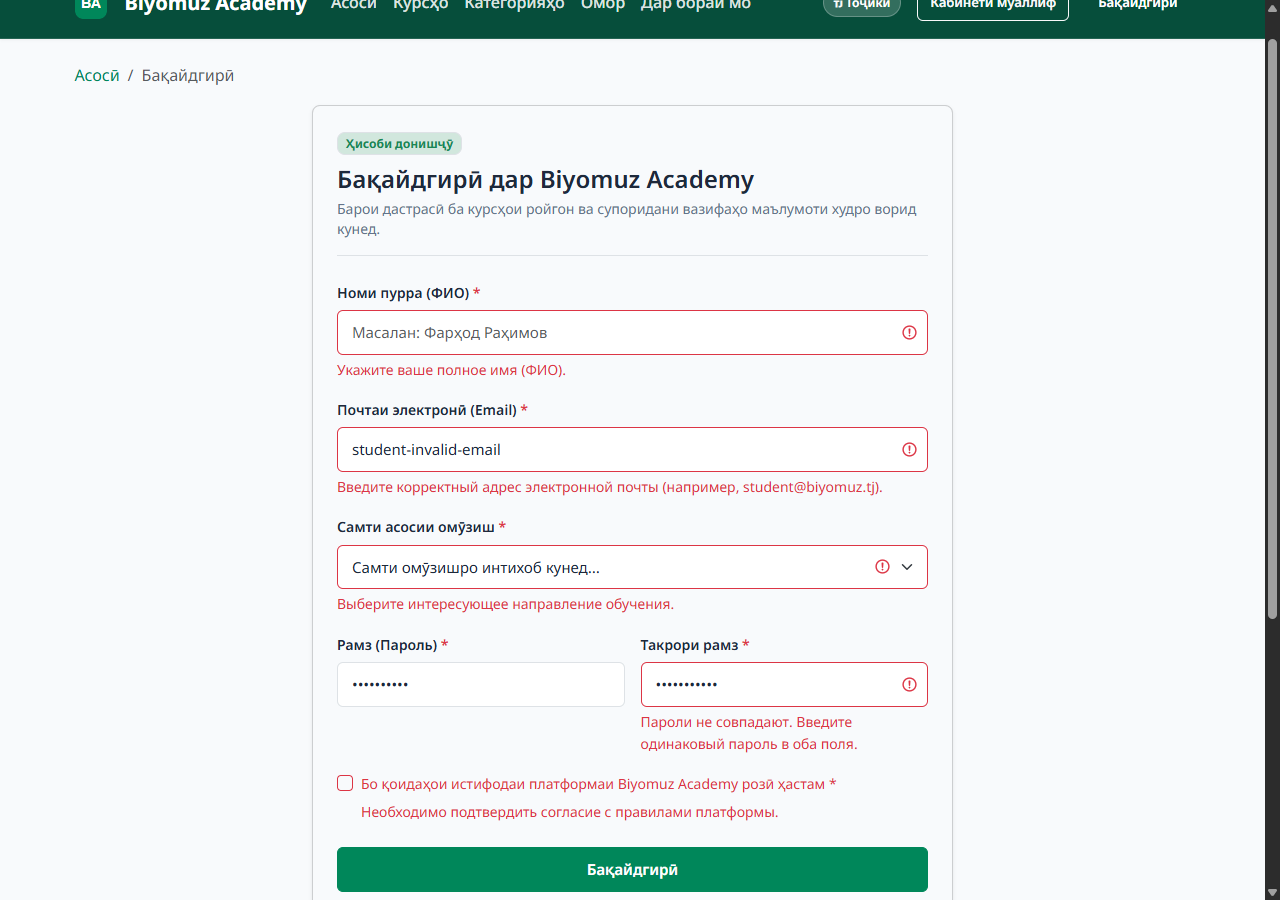 BA Biyomuz Academy Асосӣ Курсҳо Категорияҳо Омор Дар бораи мо Тоҷикӣ Кабинети муаллиф Бақайдгирӣ
Асосӣ / Бақайдгирӣ
Ҳисоби донишҷӯ
Бақайдгирӣ дар Biyomuz Academy
Барои дастрасӣ ба курсҳои ройгон ва супоридани вазифаҳо маълумоти худро ворид
кунед.
Номи пурра (ФИО) *
Масалан: Фарҳод Раҳимов
Укажите ваше полное имя (ФИО).
Почтаи электронӣ (Email) *
student-invalid-email
Введите корректный адрес электронной почты (например, student@biyomuz.tj).
Самти асосии омӯзиш *
Самти омӯзишро интихоб кунед...
Выберите интересующее направление обучения.
Рамз (Пароль) * Такрори рамз *
•••••••••• •••••••••••
Пароли не совпадают. Введите
одинаковый пароль в оба поля.
Бо қоидаҳои истифодаи платформаи Biyomuz Academy розӣ ҳастам *
Необходимо подтвердить согласие с правилами платформы.
Бақайдгирӣ